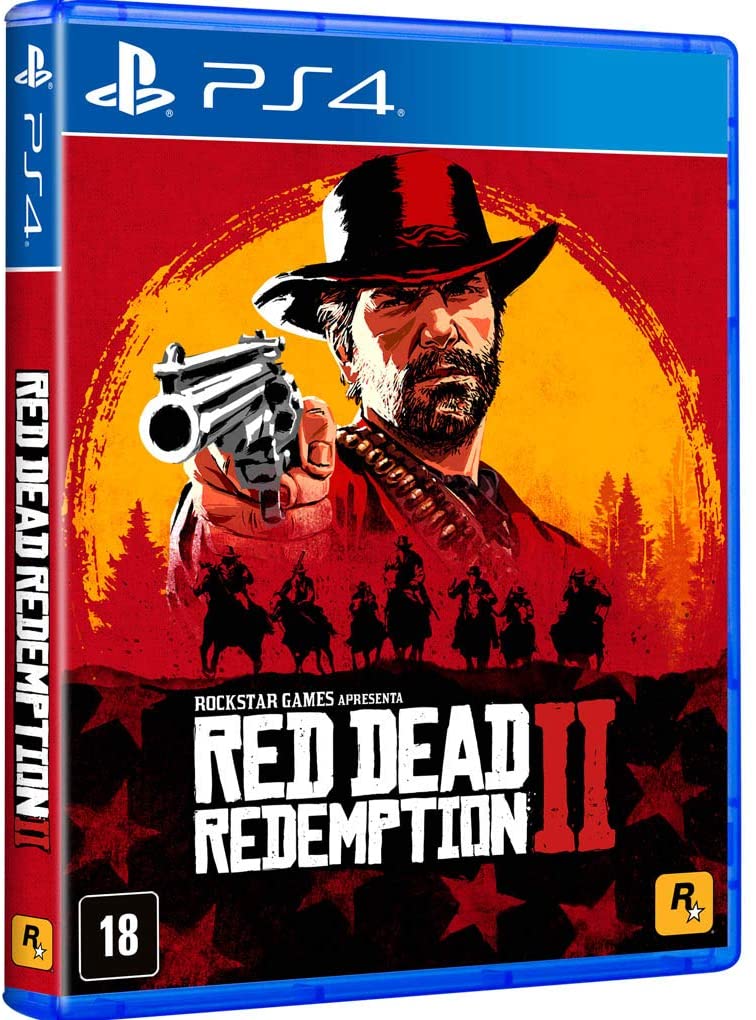 PS4
PS4
RED DEAD REDEMPTION II
ROCKSTAR GAMES APRESENTA
RED DEAD
REDEMPTION II
18
R
R